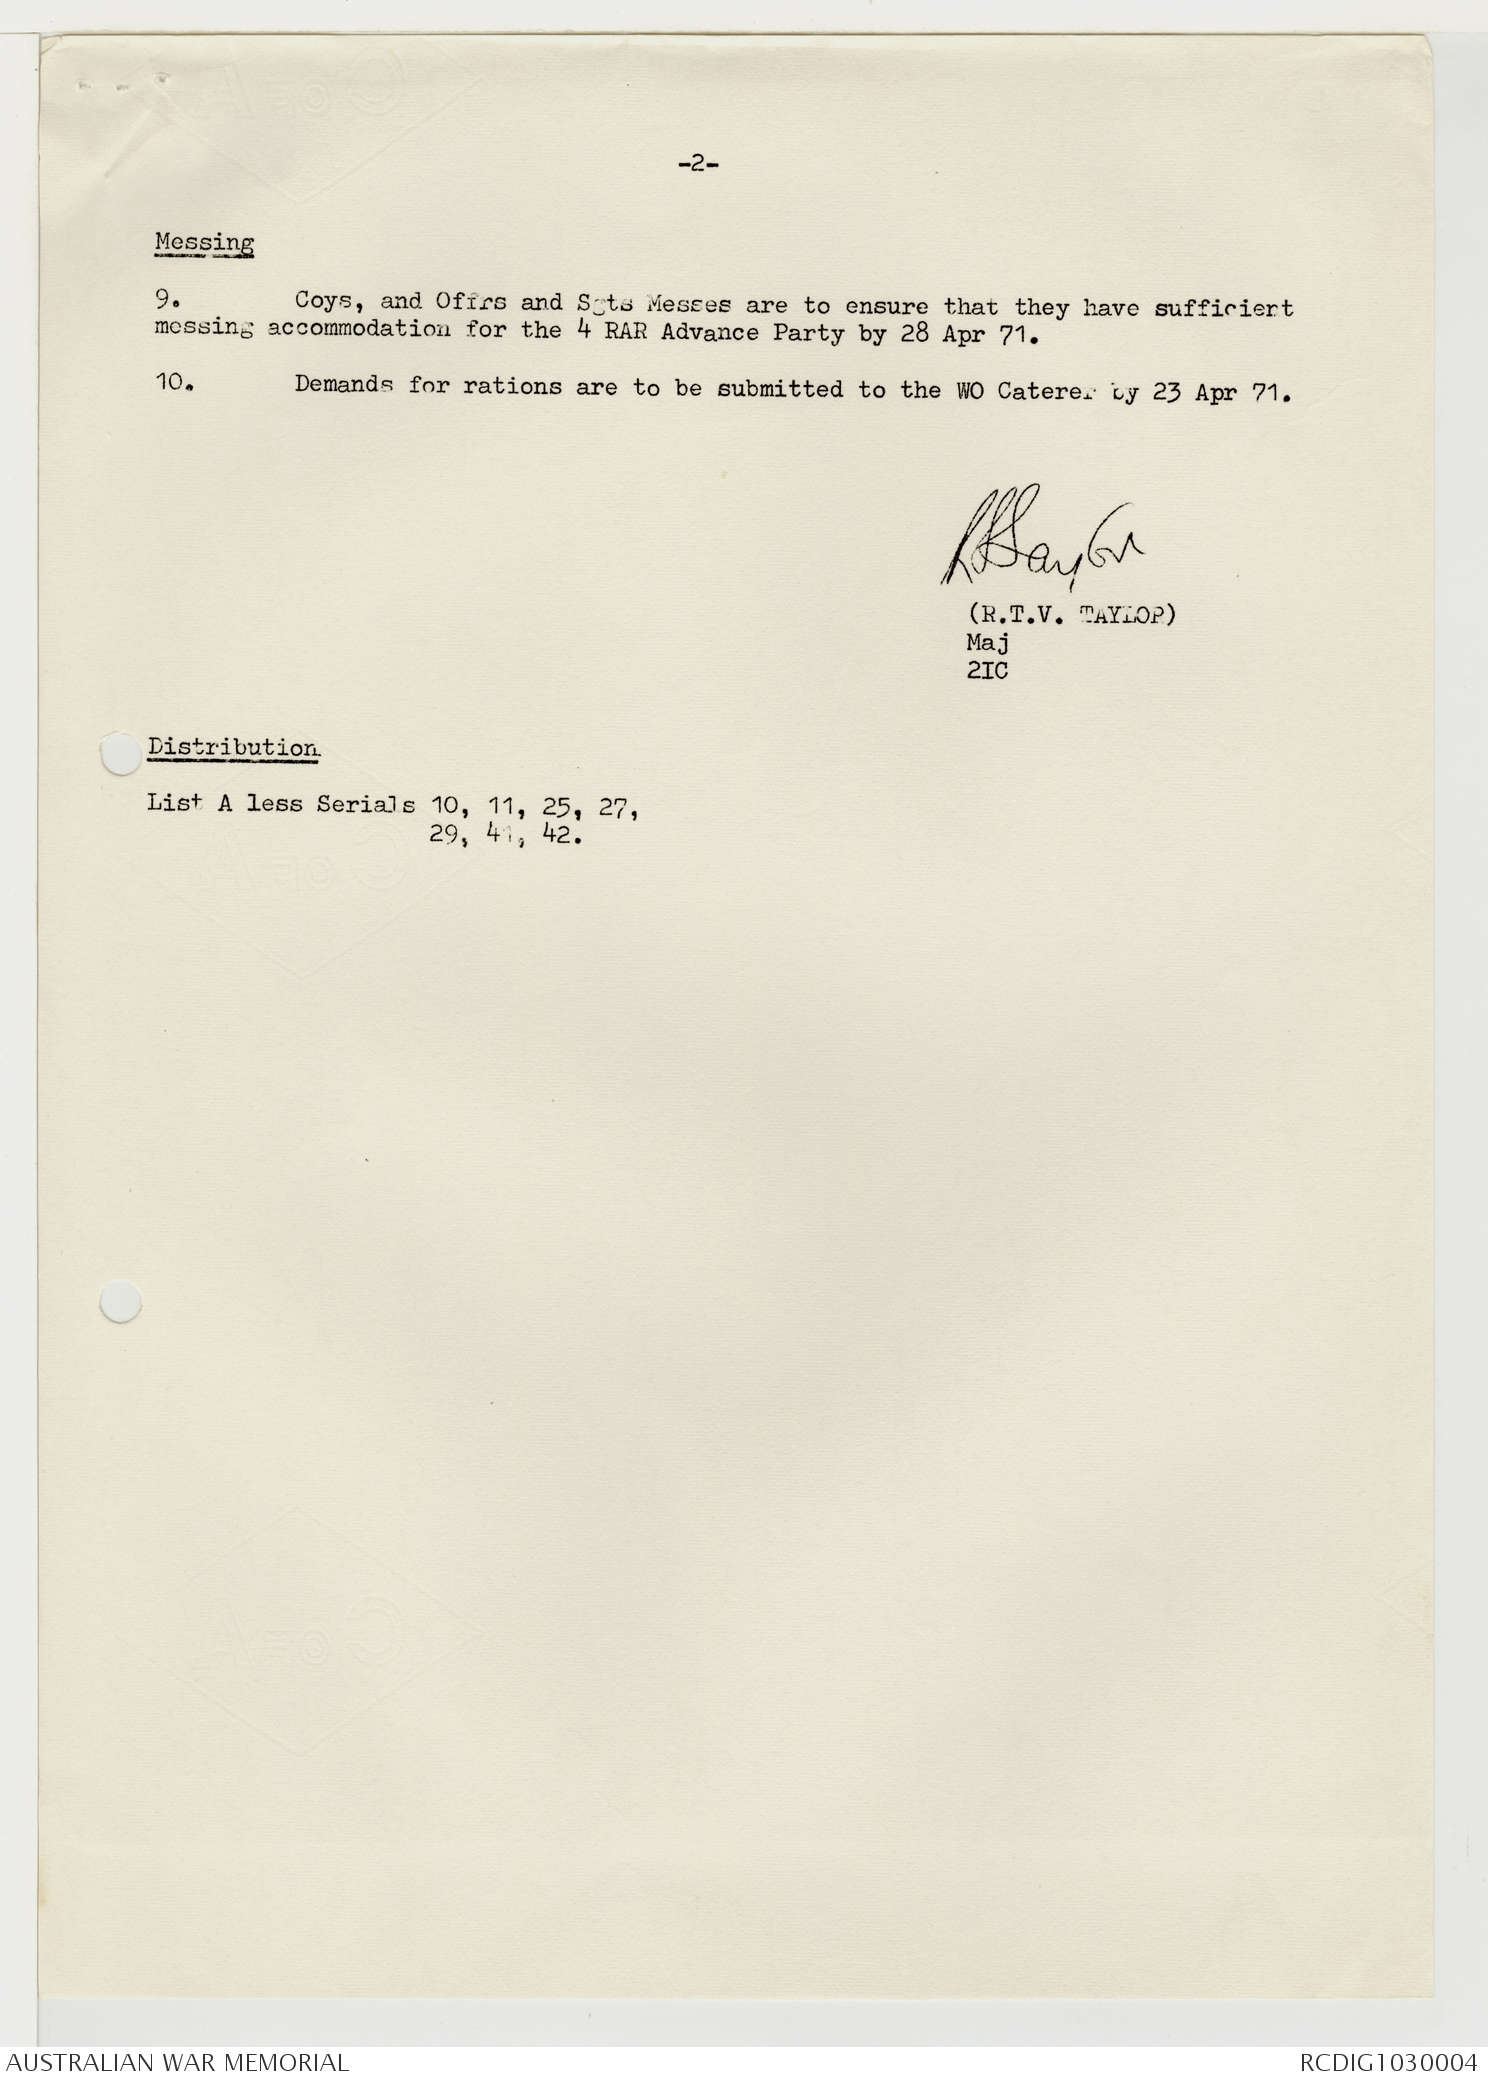 -2-
Messing
9. Coys, and Offrs and Sgts Messes are to ensure that they have sufficient
messing accommodation for the 4 RAR Advance Party by 28 Apr 71.
10. Demands for rations are to be submitted to the WO Caterer by 23 Apr 71.
(R.T.V. TAYLOR)
Maj
2IC
Distribution
List A less Serials 10, 11, 25, 27,
29, 41, 42.
AUSTRALIAN WAR MEMORIAL
RCDIG1030004